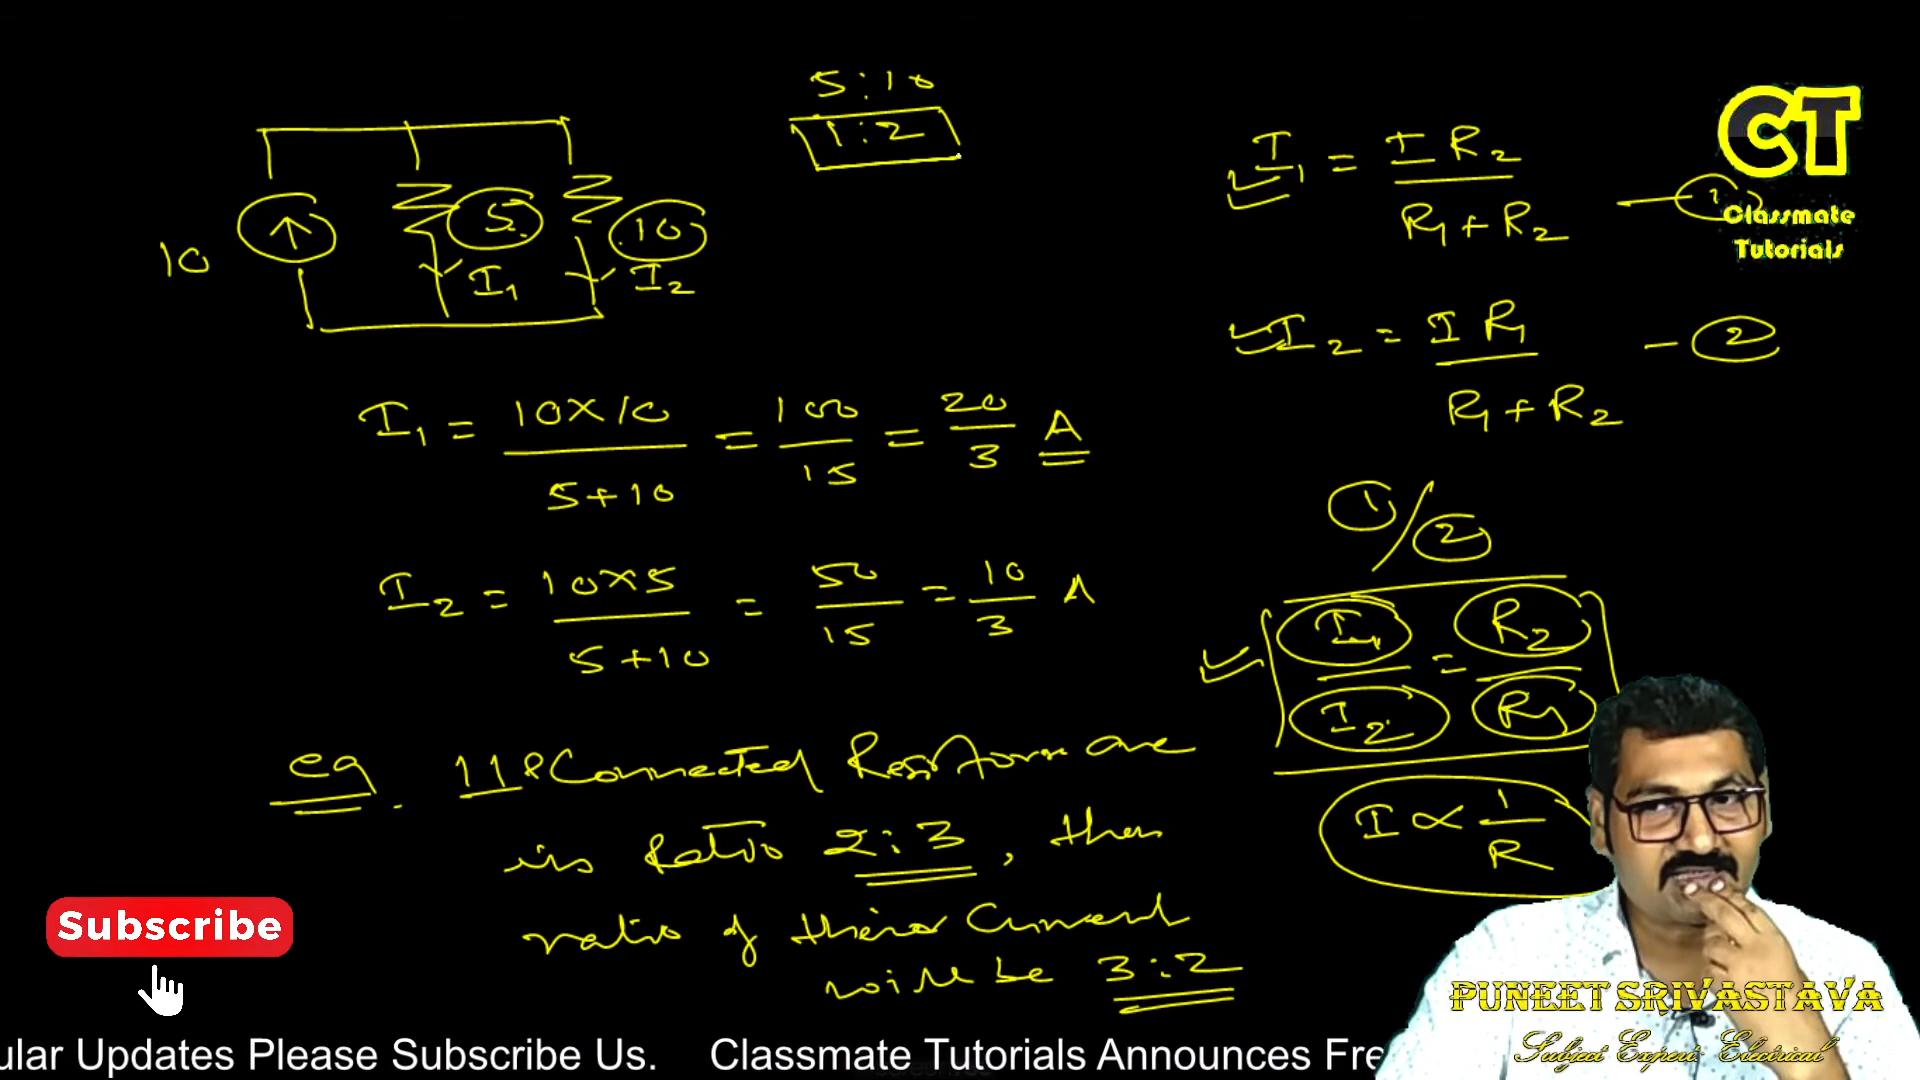 5:10
1:2
10
5
10
I1
I2
I1 = 10×10 / 5+10 = 100 / 15 = 20 / 3 A
I2 = 10×5 / 5+10 = 50 / 15 = 10 / 3 A
eg. 11 Connected Resistors are
in Ratio 2:3, then
ratio of their Current
will be 3:2
I1 = I R2 / R1+R2
I2 = I R1 / R1+R2 - 2
1/2
I1 / I2 = R2 / R1
I ∝ 1 / R
CT
Classmate
Tutorials
Subscribe
PUNEET SRIVASTAVA
Subject Expert: Electrical
ular Updates Please Subscribe Us. Classmate Tutorials Announces Fre